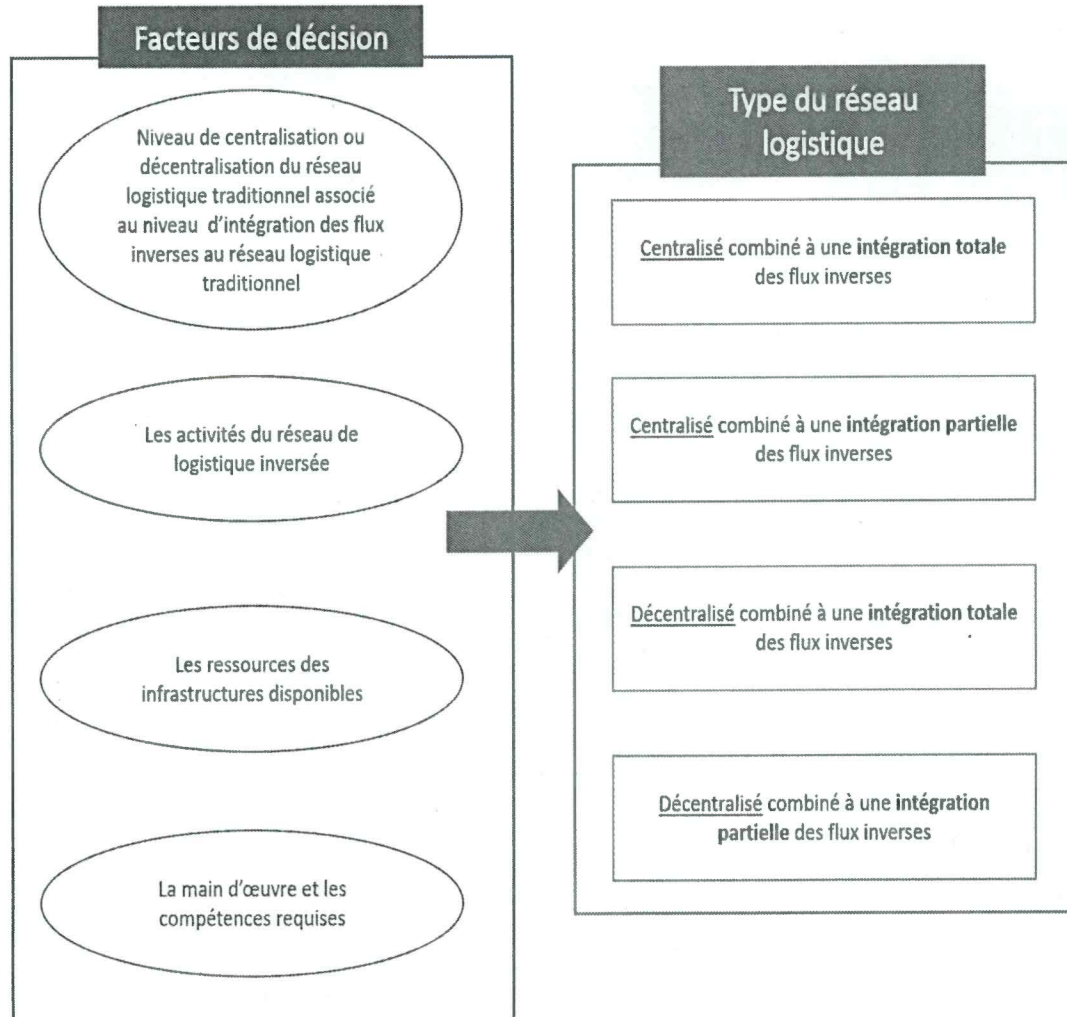 Facteurs de décision
Niveau de centralisation ou
décentralisation du réseau
logistique traditionnel associé
au niveau d'intégration des flux
inverses au réseau logistique
traditionnel
Les activités du réseau de
logistique inversée
Les ressources des
infrastructures disponibles
La main d'œuvre et les
compétences requises
Type du réseau
logistique
Centralisé combiné à une intégration totale
des flux inverses
Centralisé combiné à une intégration partielle
des flux inverses
Décentralisé combiné à une intégration totale
des flux inverses
Décentralisé combiné à une intégration
partielle des flux inverses